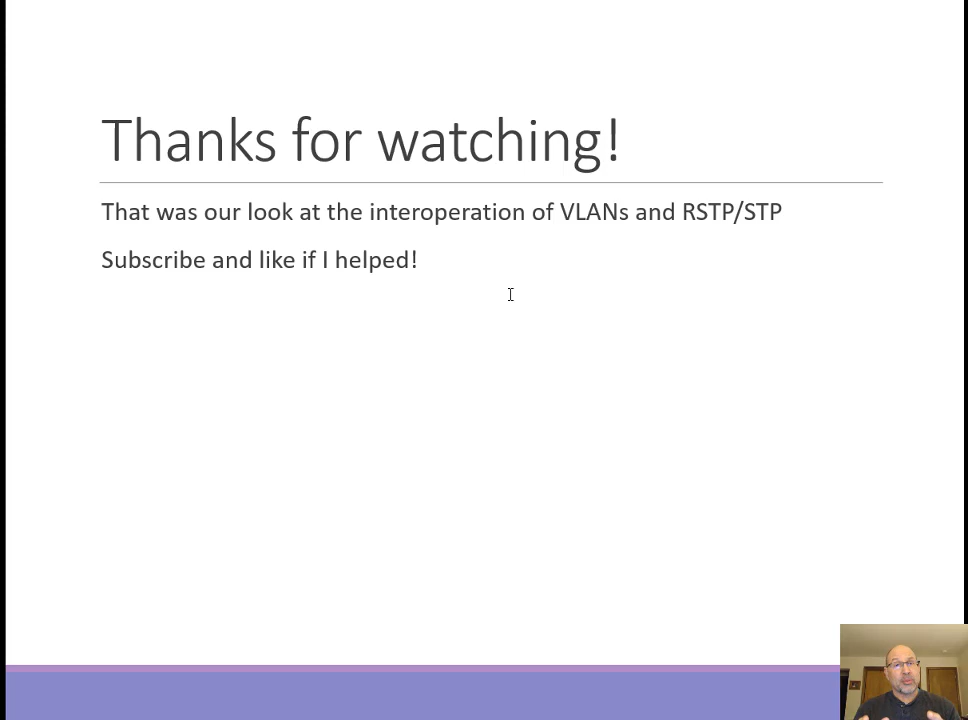 Thanks for watching!
That was our look at the interoperation of VLANs and RSTP/STP
Subscribe and like if I helped!